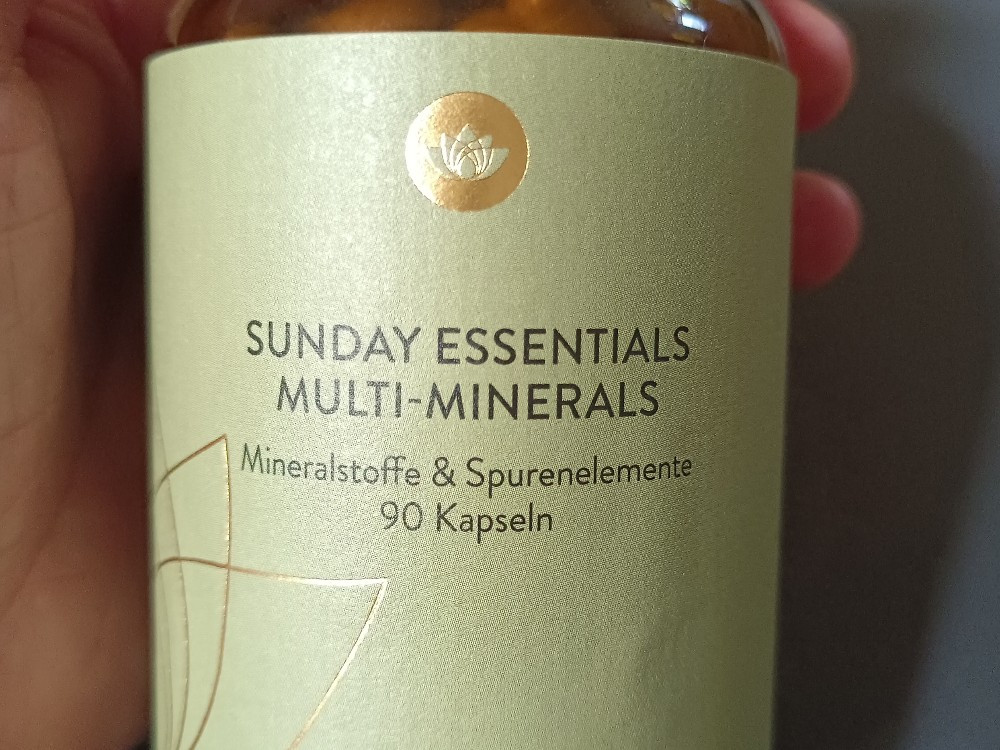 SUNDAY ESSENTIALS
MULTI-MINERALS
Mineralstoffe & Spurenelemente
90 Kapseln